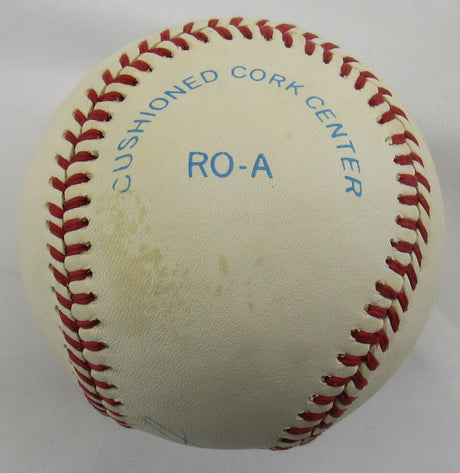 CUSHIONED CORK CENTER
RO-A